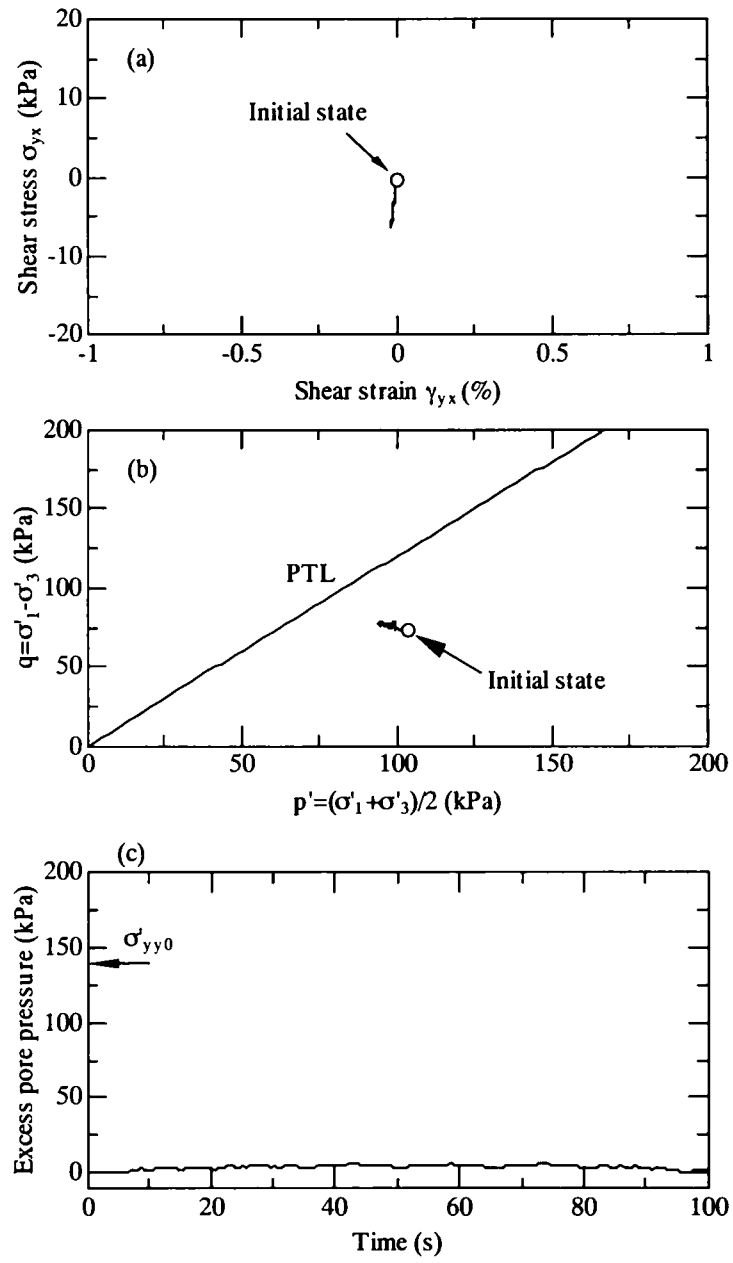 (a)
Shear stress σyx (kPa)
20
10
0
-10
-20
Initial state
-1
-0.5
0
0.5
1
Shear strain γyx (%)
(b)
q=σ'1-σ'3 (kPa)
200
150
100
50
0
PTL
Initial state
0
50
100
150
200
p'=(σ'1+σ'3)/2 (kPa)
(c)
Excess pore pressure (kPa)
200
150
100
50
0
σ'yy0
0
20
40
60
80
100
Time (s)